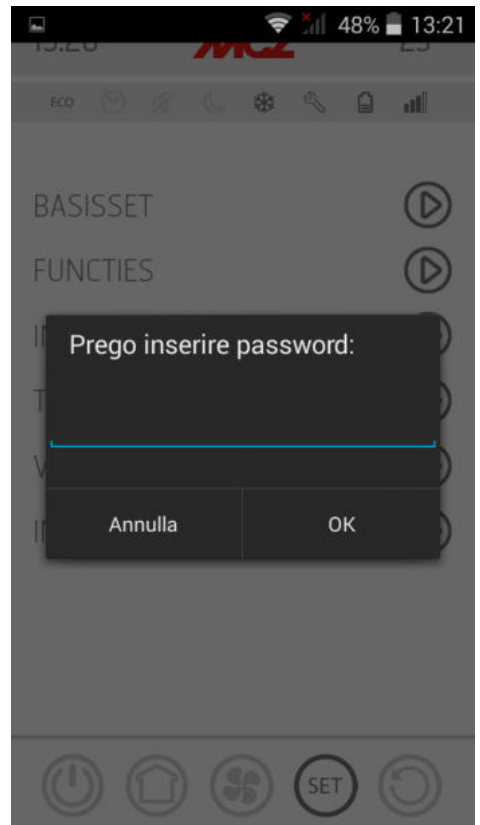 48% 13:21
MCZ
ECO
BASISSET
FUNCTIES
Prego inserire password:
Annulla OK
SET